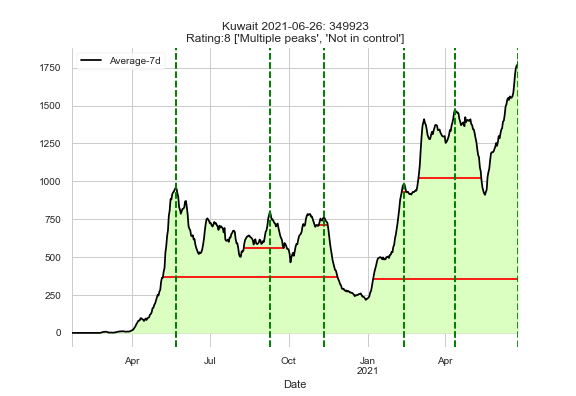 Kuwait 2021-06-26: 349923
Rating:8 ['Multiple peaks', 'Not in control']
Average-7d
1750
1500
1250
1000
750
500
250
0
Apr Jul Oct Jan Apr
2021
Date